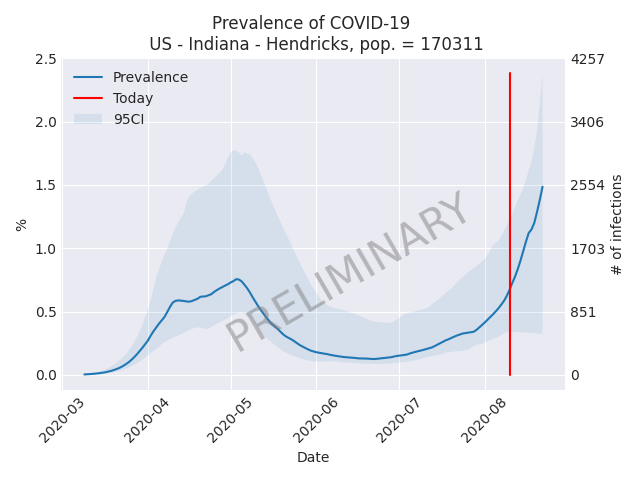 Prevalence of COVID-19
US - Indiana - Hendricks, pop. = 170311
Prevalence
Today
95CI
PRELIMINARY
%
2.5
2.0
1.5
1.0
0.5
0.0
4257
3406
2554
1703
851
0
# of infections
2020-03
2020-04
2020-05
2020-06
2020-07
2020-08
Date